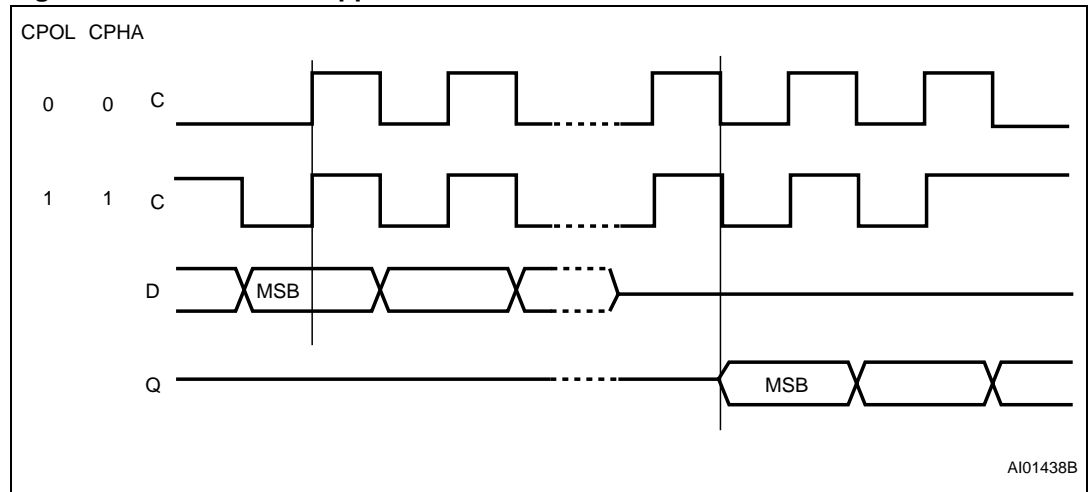 CPOL CPHA
0 0 C
1 1 C
D MSB
Q MSB
AI01438B